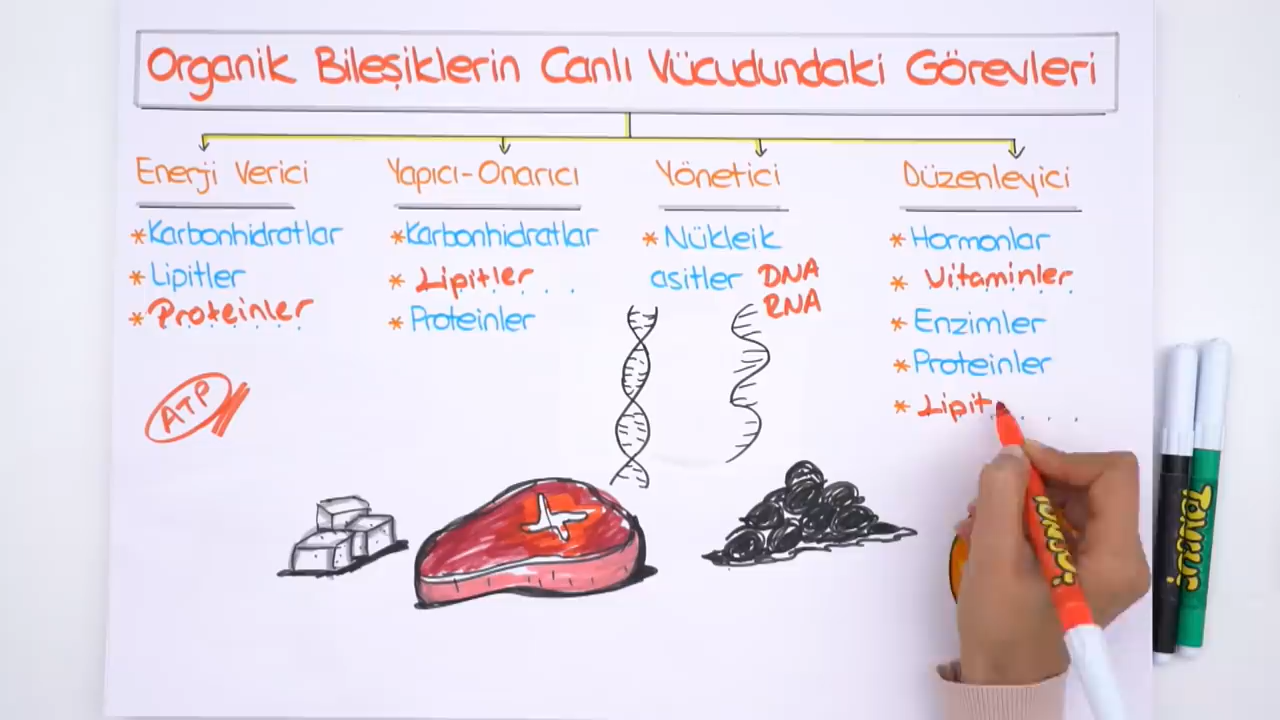 Organik Bileşiklerin Canlı Vücudundaki Görevleri
Enerji Verici
*Karbonhidratlar
*Lipitler
*Proteinler
ATP
Yapıcı-Onarıcı
*Karbonhidratlar
*Lipitler
*Proteinler
Yönetici
*Nükleik
asitler DNA
RNA
Düzenleyici
*Hormonlar
*Vitaminler
*Enzimler
*Proteinler
*Lipit